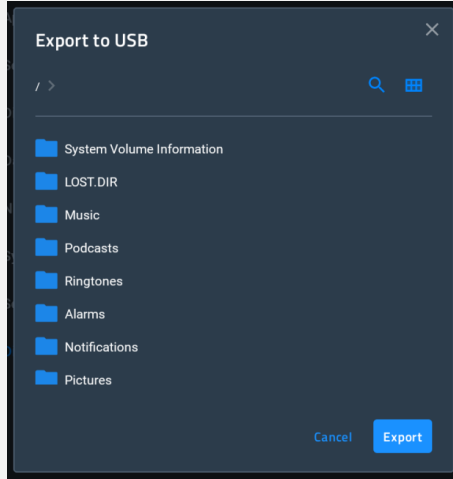 Export to USB
/
System Volume Information
LOST.DIR
Music
Podcasts
Ringtones
Alarms
Notifications
Pictures
Cancel Export